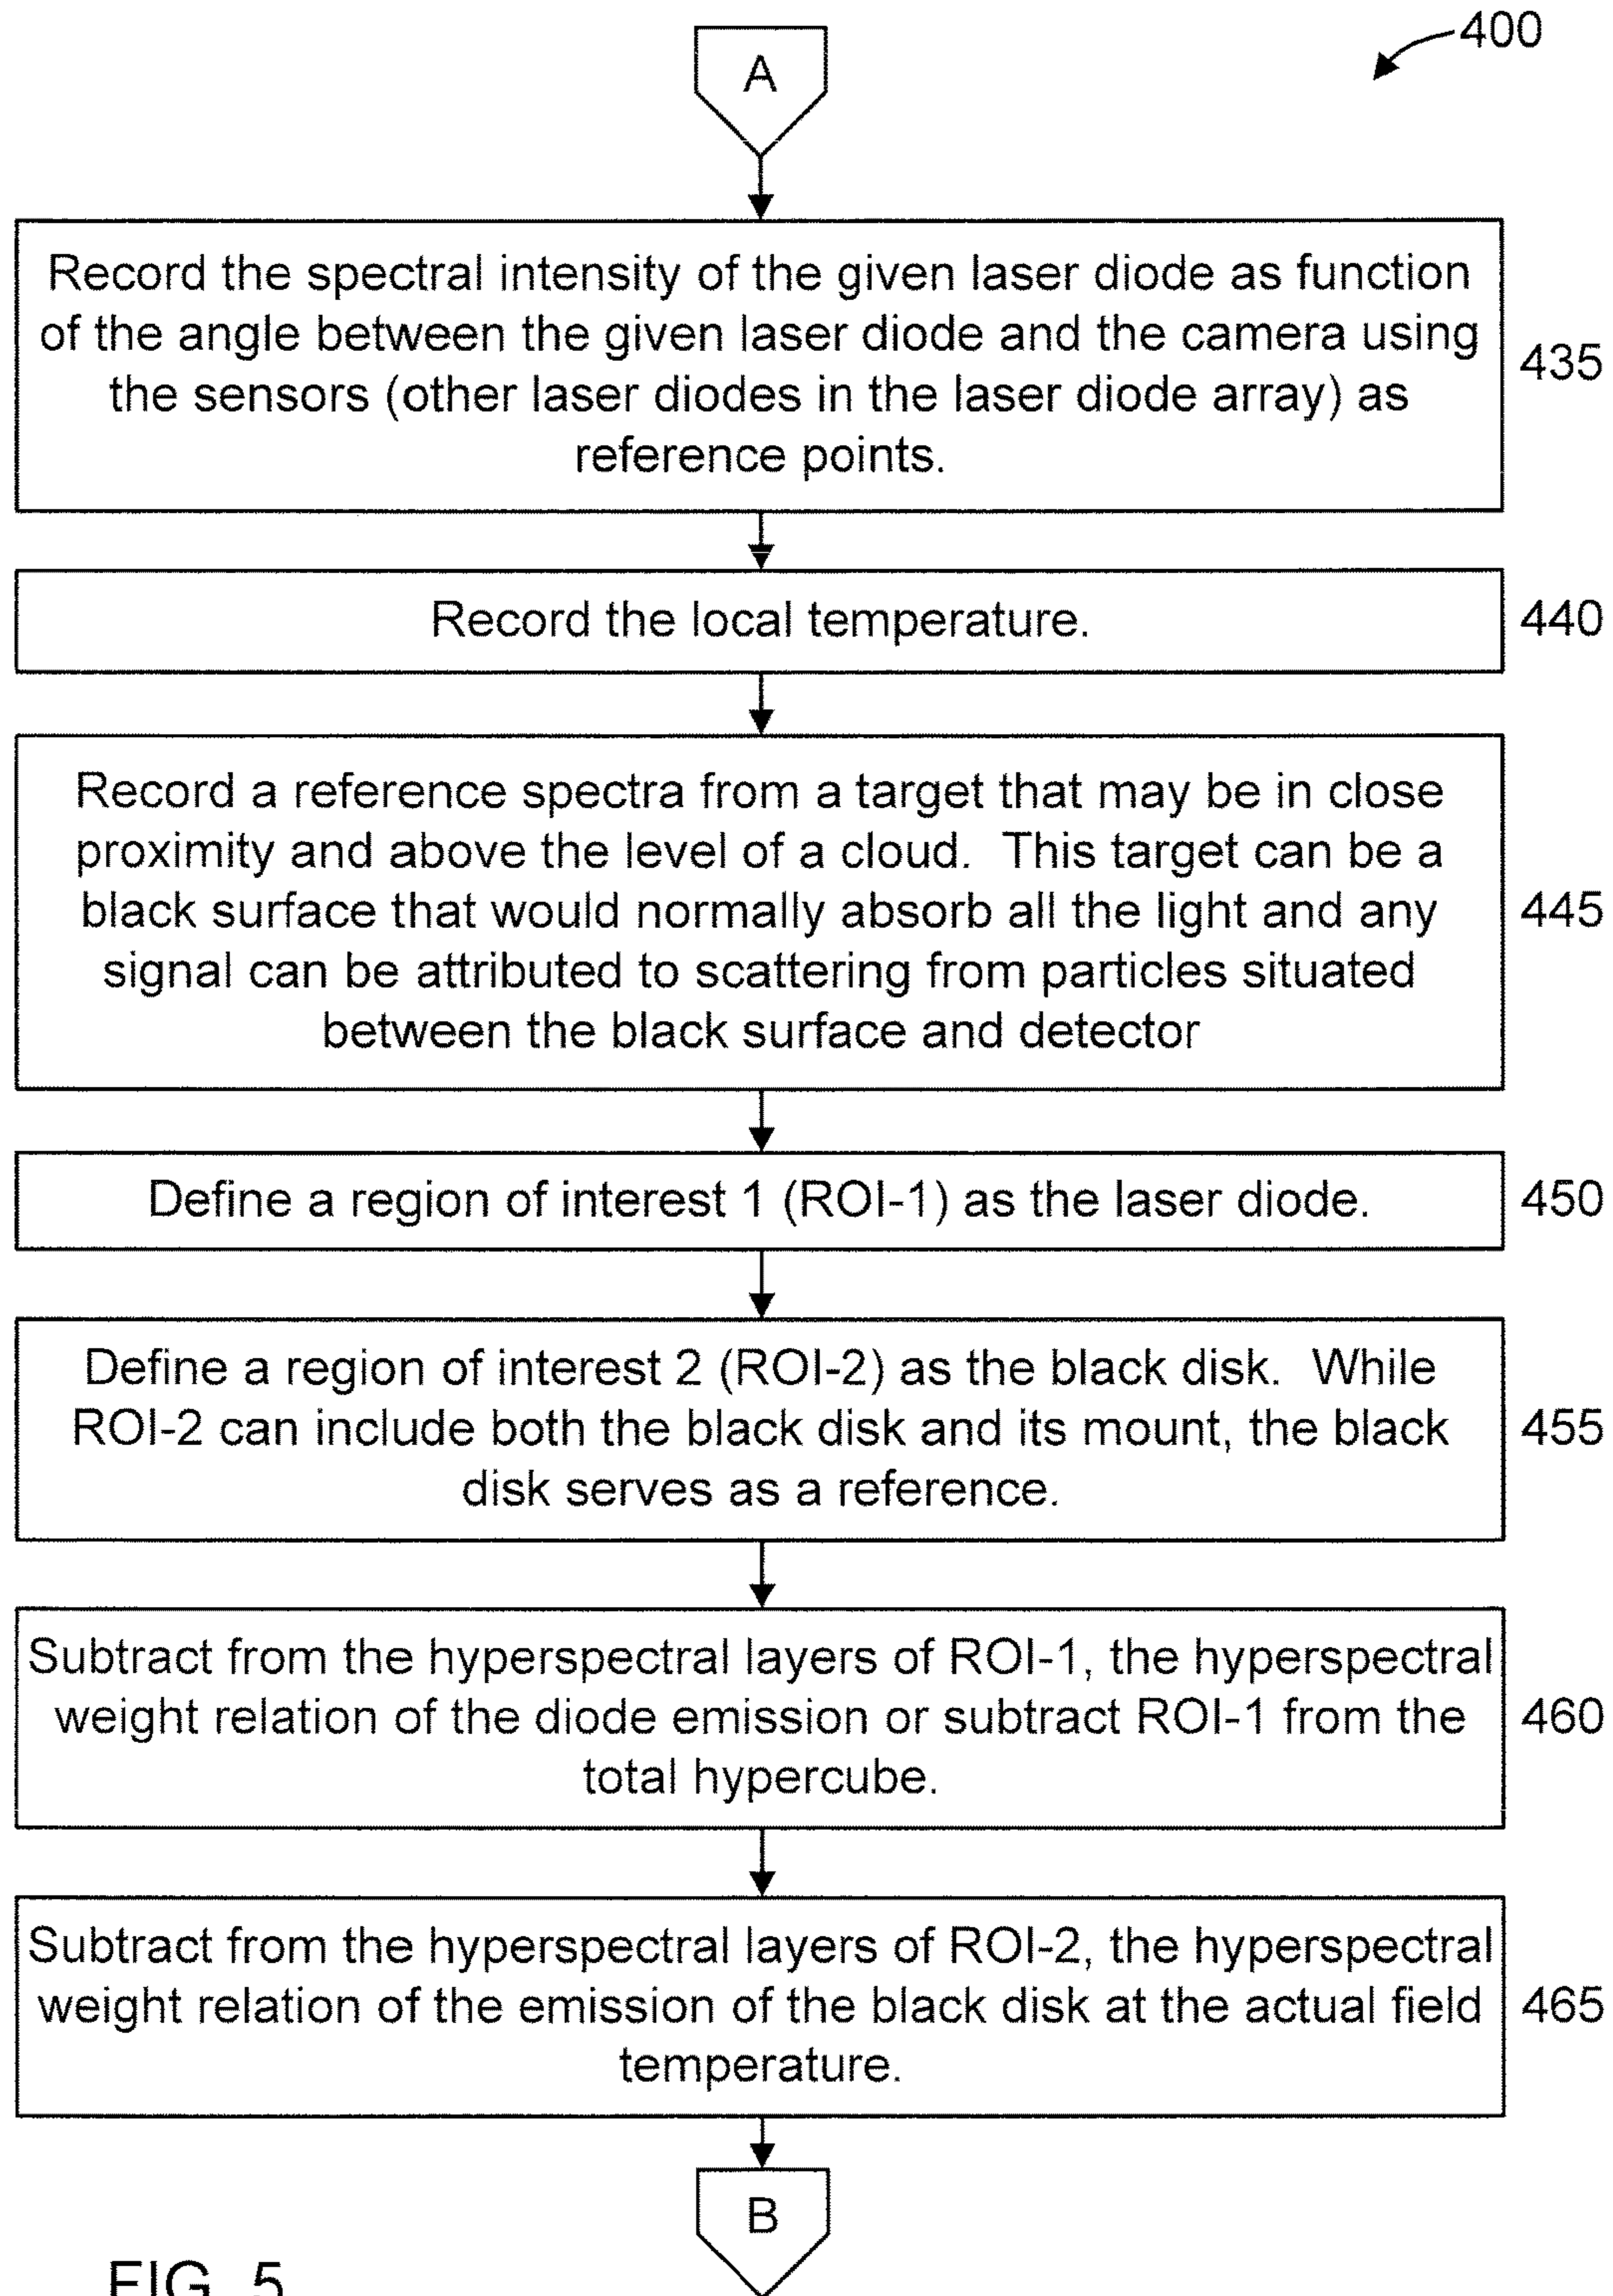 400
A
Record the spectral intensity of the given laser diode as function
of the angle between the given laser diode and the camera using
the sensors (other laser diodes in the laser diode array) as
reference points.
435
Record the local temperature.
440
Record a reference spectra from a target that may be in close
proximity and above the level of a cloud. This target can be a
black surface that would normally absorb all the light and any
signal can be attributed to scattering from particles situated
between the black surface and detector
445
Define a region of interest 1 (ROI-1) as the laser diode.
450
Define a region of interest 2 (ROI-2) as the black disk. While
ROI-2 can include both the black disk and its mount, the black
disk serves as a reference.
455
Subtract from the hyperspectral layers of ROI-1, the hyperspectral
weight relation of the diode emission or subtract ROI-1 from the
total hypercube.
460
Subtract from the hyperspectral layers of ROI-2, the hyperspectral
weight relation of the emission of the black disk at the actual field
temperature.
465
B
FIG. 5